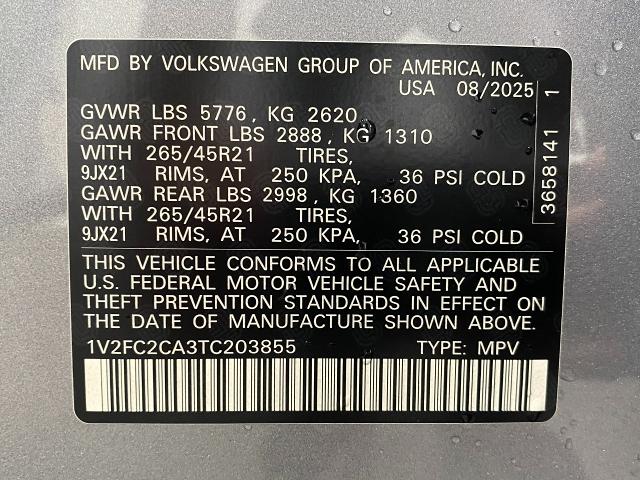 MFD BY VOLKSWAGEN GROUP OF AMERICA, INC.
USA 08/2025
GVWR LBS 5776, KG 2620
GAWR FRONT LBS 2888, KG 1310
WITH 265/45R21 TIRES,
9JX21 RIMS, AT 250 KPA, 36 PSI COLD
GAWR REAR LBS 2998, KG 1360
WITH 265/45R21 TIRES,
9JX21 RIMS, AT 250 KPA, 36 PSI COLD
THIS VEHICLE CONFORMS TO ALL APPLICABLE
U.S. FEDERAL MOTOR VEHICLE SAFETY AND
THEFT PREVENTION STANDARDS IN EFFECT ON
THE DATE OF MANUFACTURE SHOWN ABOVE.
1V2FC2CA3TC203855 TYPE: MPV
3658141 1